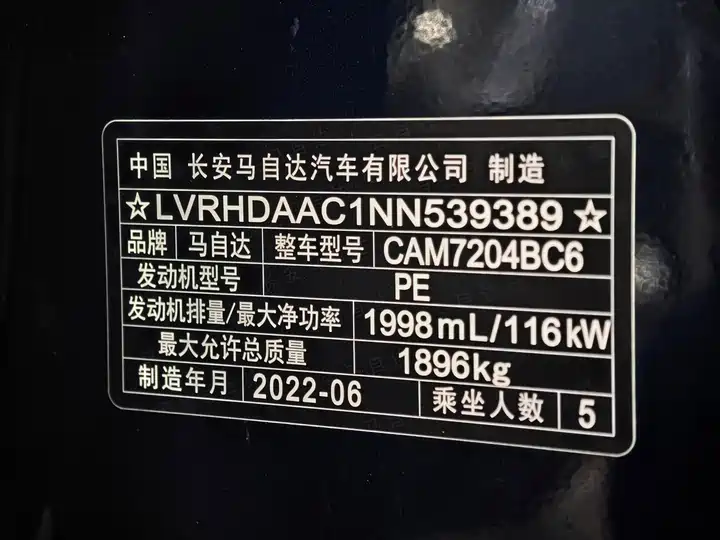 中国 长安马自达汽车有限公司 制造
☆LVRHDAAC1NN539389☆
品牌 马自达 整车型号 CAM7204BC6
发动机型号 PE
发动机排量/最大净功率 1998mL/116kW
最大允许总质量 1896kg
制造年月 2022-06 乘坐人数 5